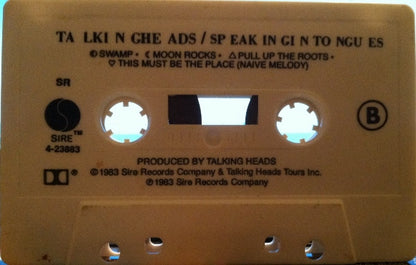 TA LKI N GHE ADS / SP EAK IN GI N TO NGU ES
SWAMP • ☾ MOON ROCKS • △ PULL UP THE ROOTS •
♡ THIS MUST BE THE PLACE (NAIVE MELODY)
SR
B
SIRE™
4-23883
PRODUCED BY TALKING HEADS
©1983 Sire Records Company & Talking Heads Tours Inc.
℗1983 Sire Records Company